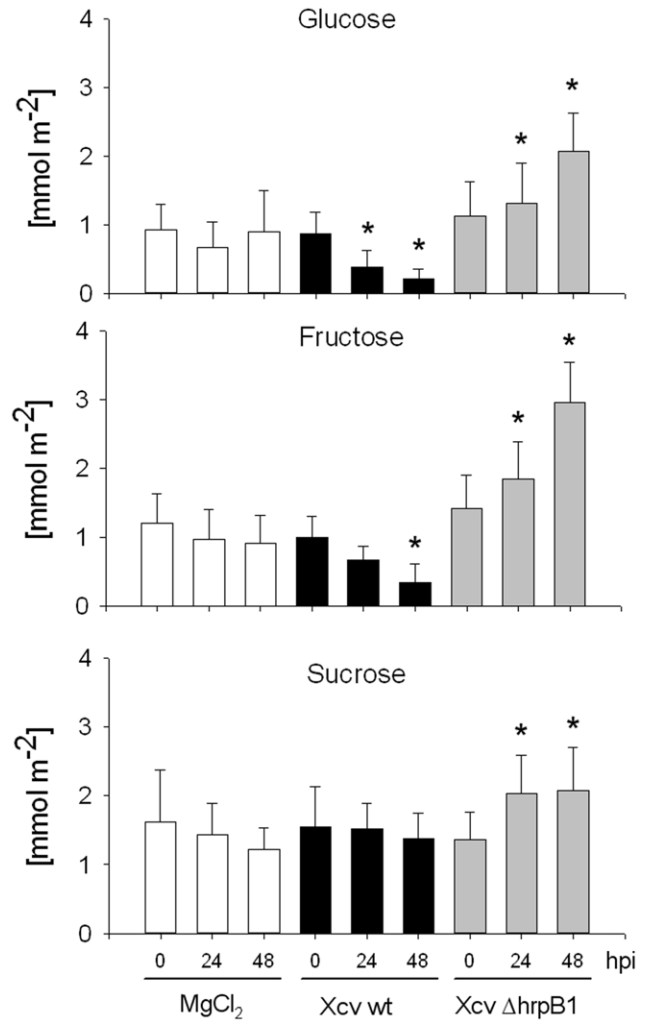 Glucose
4
3
2
1
0
[mmol m⁻²]
* * * *
Fructose
4
3
2
1
0
[mmol m⁻²]
* * *
Sucrose
4
3
2
1
0
[mmol m⁻²]
* *
0 24 48 0 24 48 0 24 48 hpi
MgCl₂ Xcv wt Xcv ΔhrpB1